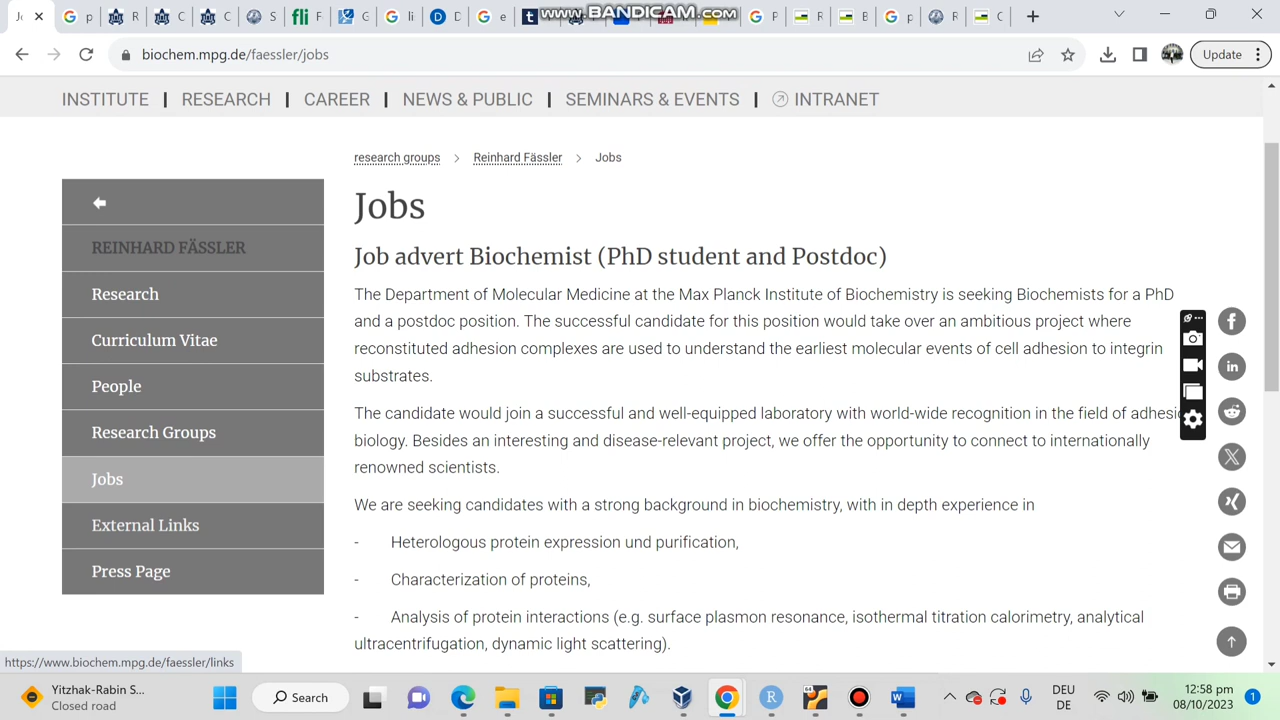 J
G
R
C
C
S
F
C
G li
D
G e
www.BANDICAM.com
G P
R
B
G p
R
C
biochem.mpg.de/faessler/jobs
Update
INSTITUTE | RESEARCH | CAREER | NEWS & PUBLIC | SEMINARS & EVENTS | INTRANET
research groups > Reinhard Fässler > Jobs
REINHARD FÄSSLER
Research
Curriculum Vitae
People
Research Groups
Jobs
External Links
Press Page
Jobs
Job advert Biochemist (PhD student and Postdoc)
The Department of Molecular Medicine at the Max Planck Institute of Biochemistry is seeking Biochemists for a PhD
and a postdoc position. The successful candidate for this position would take over an ambitious project where
reconstituted adhesion complexes are used to understand the earliest molecular events of cell adhesion to integrin
substrates.
The candidate would join a successful and well-equipped laboratory with world-wide recognition in the field of adhesi
biology. Besides an interesting and disease-relevant project, we offer the opportunity to connect to internationally
renowned scientists.
We are seeking candidates with a strong background in biochemistry, with in depth experience in
- Heterologous protein expression und purification,
- Characterization of proteins,
- Analysis of protein interactions (e.g. surface plasmon resonance, isothermal titration calorimetry, analytical
ultracentrifugation, dynamic light scattering).
https://www.biochem.mpg.de/faessler/links
Yitzhak-Rabin S...
Closed road
Search
DEU
DE
12:58 pm
08/10/2023
1